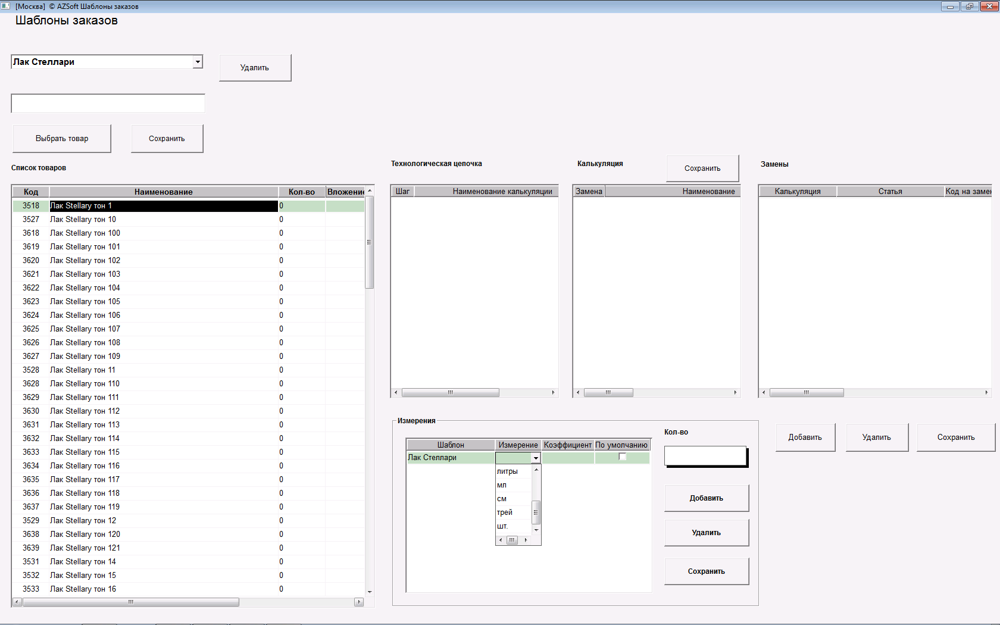 [Москва] © AZSoft Шаблоны заказов
Шаблоны заказов
Лак Стеллари
Удалить
Выбрать товар
Сохранить
Список товаров
Код Наименование Кол-во Вложение
3518 Лак Stellary тон 1 0
3527 Лак Stellary тон 10 0
3618 Лак Stellary тон 100 0
3619 Лак Stellary тон 101 0
3620 Лак Stellary тон 102 0
3621 Лак Stellary тон 103 0
3622 Лак Stellary тон 104 0
3623 Лак Stellary тон 105 0
3624 Лак Stellary тон 106 0
3625 Лак Stellary тон 107 0
3626 Лак Stellary тон 108 0
3627 Лак Stellary тон 109 0
3528 Лак Stellary тон 11 0
3628 Лак Stellary тон 110 0
3629 Лак Stellary тон 111 0
3630 Лак Stellary тон 112 0
3631 Лак Stellary тон 113 0
3632 Лак Stellary тон 114 0
3633 Лак Stellary тон 115 0
3634 Лак Stellary тон 116 0
3635 Лак Stellary тон 117 0
3636 Лак Stellary тон 118 0
3637 Лак Stellary тон 119 0
3529 Лак Stellary тон 12 0
3638 Лак Stellary тон 120 0
3639 Лак Stellary тон 121 0
3531 Лак Stellary тон 14 0
3532 Лак Stellary тон 15 0
3533 Лак Stellary тон 16 0
Технологическая цепочка
Шаг Наименование калькуляции
Калькуляция
Сохранить
Замена Наименование
Замены
Калькуляция Статья Код на замен
Измерения
Шаблон Измерение Коэффициент По умолчанию
Лак Стеллари
литры
мл
см
трей
шт.
Кол-во
Добавить
Удалить
Сохранить
Добавить
Удалить
Сохранить